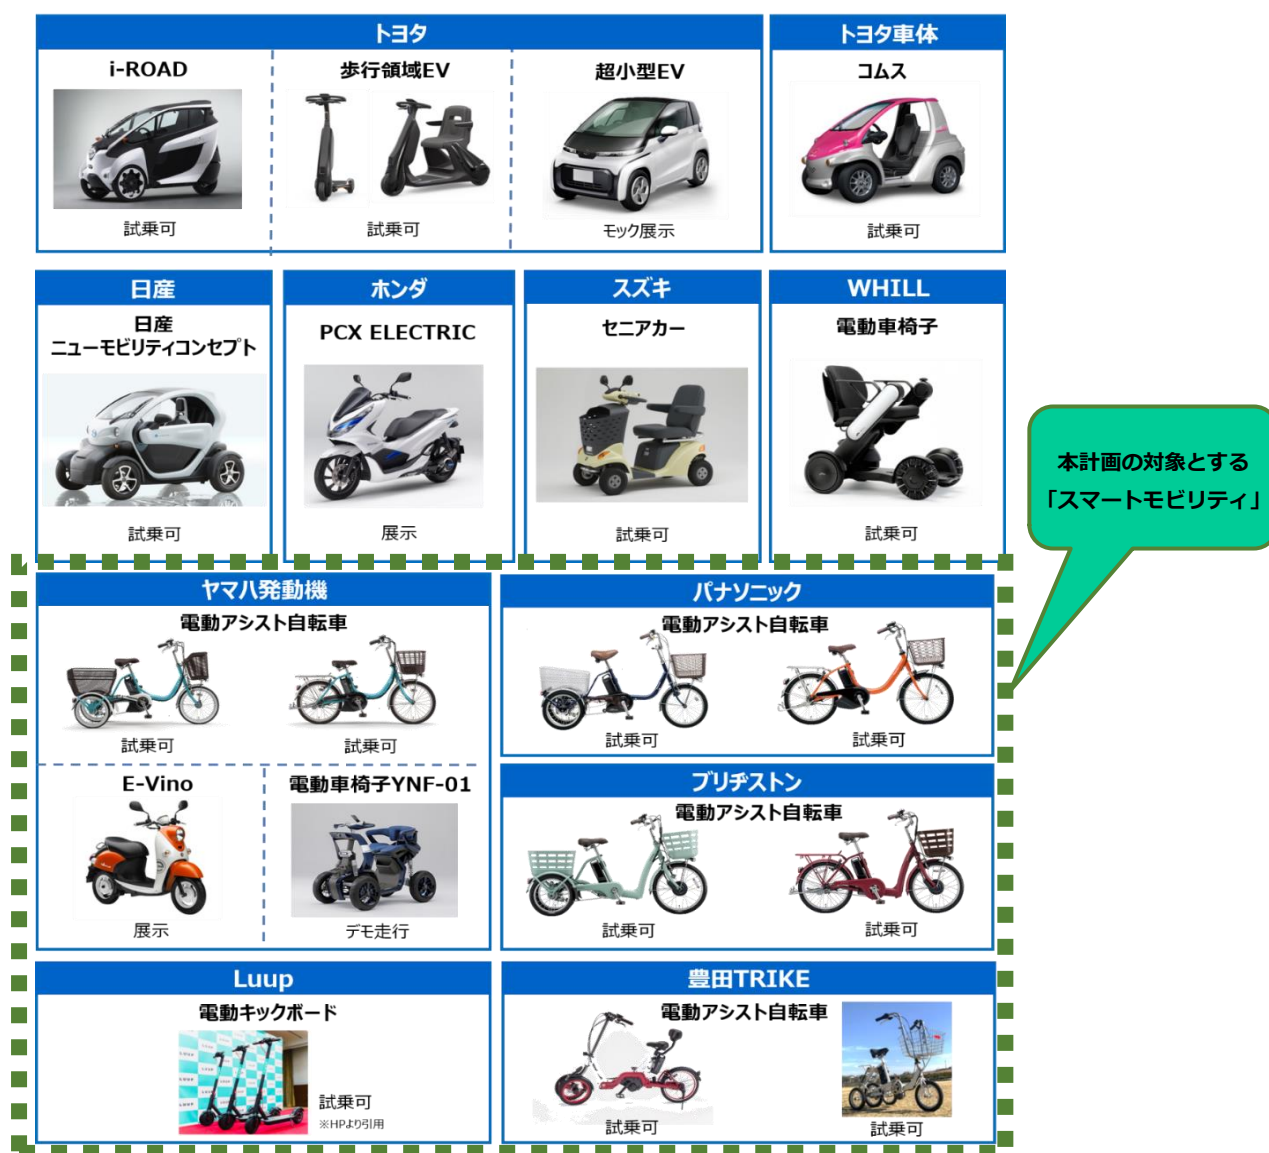 トヨタ
i-ROAD
試乗可
歩行領域EV
試乗可
超小型EV
モック展示
トヨタ車体
コムス
試乗可
日産
日産
ニューモビリティコンセプト
試乗可
ホンダ
PCX ELECTRIC
展示
スズキ
セニアカー
試乗可
WHILL
電動車椅子
試乗可
本計画の対象とする
「スマートモビリティ」
ヤマハ発動機
電動アシスト自転車
試乗可
試乗可
E-Vino
展示
電動車椅子YNF-01
デモ走行
パナソニック
電動アシスト自転車
試乗可
試乗可
ブリヂストン
電動アシスト自転車
試乗可
試乗可
Luup
電動キックボード
試乗可
※HPより引用
豊田TRIKE
電動アシスト自転車
試乗可
試乗可